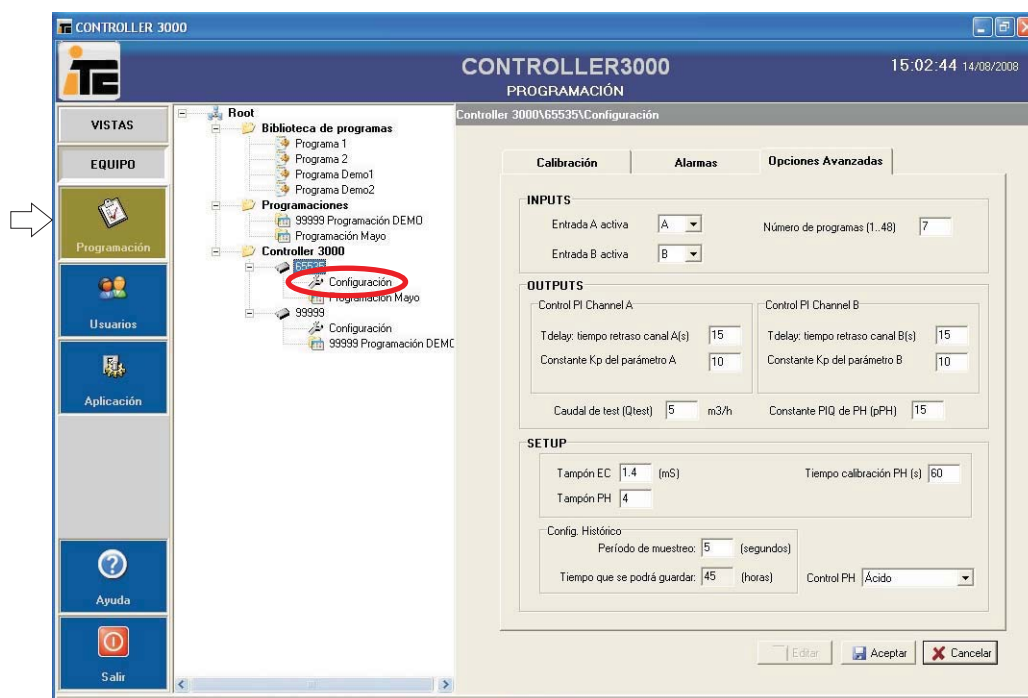 CONTROLLER 3000
iTC
CONTROLLER3000
PROGRAMACIÓN
15:02:44 14/08/2008
VISTAS
EQUIPO
Programación
Usuarios
Aplicación
Ayuda
Salir
Root
Biblioteca de programas
Programa 1
Programa 2
Programa Demo1
Programa Demo2
Programaciones
99999 Programación DEMO
Programación Mayo
Controller 3000
65535
Configuración
Programación Mayo
99999
Configuración
99999 Programación DEMO
Controller 3000\65535\Configuración
Calibración Alarmas Opciones Avanzadas
INPUTS
Entrada A activa A
Número de programas (1..48) 7
Entrada B activa B
OUTPUTS
Control PI Channel A
Tdelay: tiempo retraso canal A(s) 15
Constante Kp del parámetro A 10
Control PI Channel B
Tdelay: tiempo retraso canal B(s) 15
Constante Kp del parámetro B 10
Caudal de test (Qtest) 5 m3/h
Constante PIQ de PH (pPH) 15
SETUP
Tampón EC 1.4 (mS)
Tiempo calibración PH (s) 60
Tampón PH 4
Config. Histórico
Período de muestreo: 5 (segundos)
Tiempo que se podrá guardar: 45 (horas)
Control PH Ácido
Editar Aceptar Cancelar